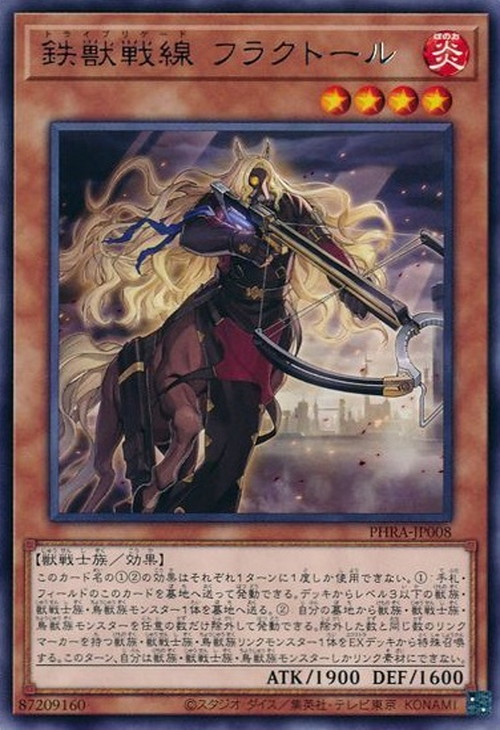 トライブリゲード
鉄獣戦線 フラクトール
ほのお
炎
PHRA-JP008
【獣戦士族／効果】
このカード名の①②の効果はそれぞれ１ターンに１度しか使用できない。①：手札・
フィールドのこのカードを墓地へ送って発動できる。デッキからレベル３以下の獣族・
獣戦士族・鳥獣族モンスター１体を墓地へ送る。②：自分の墓地から獣族・獣戦士族・
鳥獣族モンスターを任意の数だけ除外して発動できる。除外した数と同じ数のリンク
マーカーを持つ獣族・獣戦士族・鳥獣族リンクモンスター１体をEXデッキから特殊召喚
する。このターン、自分は獣族・獣戦士族・鳥獣族モンスターしかリンク素材にできない。
ATK/1900 DEF/1600
87209160
©スタジオ・ダイス／集英社・テレビ東京・KONAMI